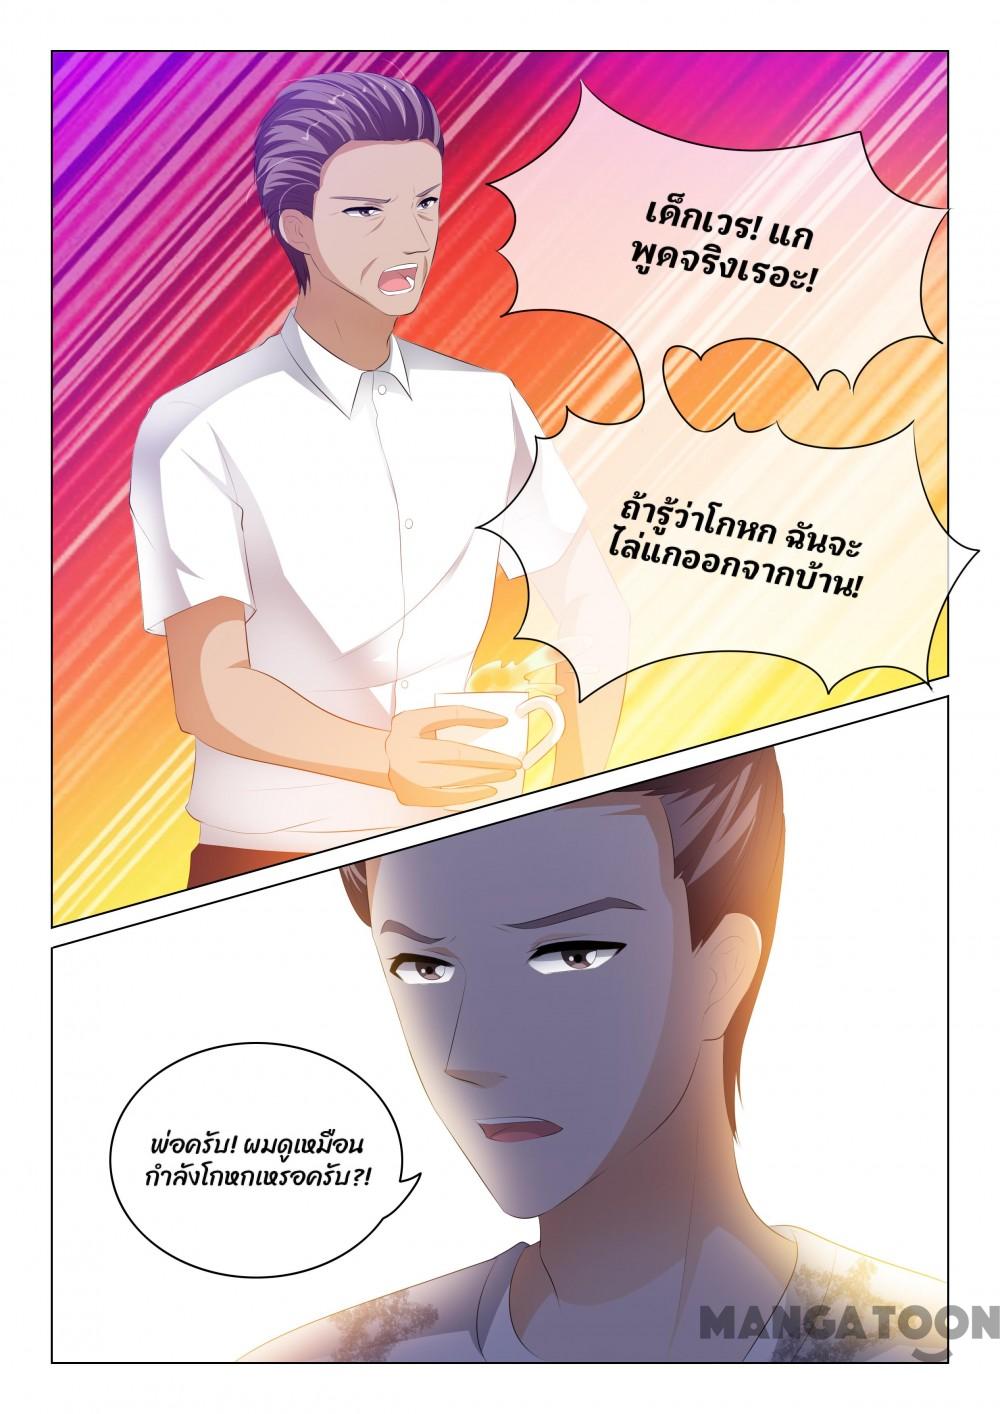 เด็กเวร! แก
พูดจริงเรอะ!
ถ้ารู้ว่าโกหก ฉันจะ
ไล่แกออกจากบ้าน!
พ่อครับ! ผมดูเหมือน
กำลังโกหกเหรอครับ?!
MANGATOON